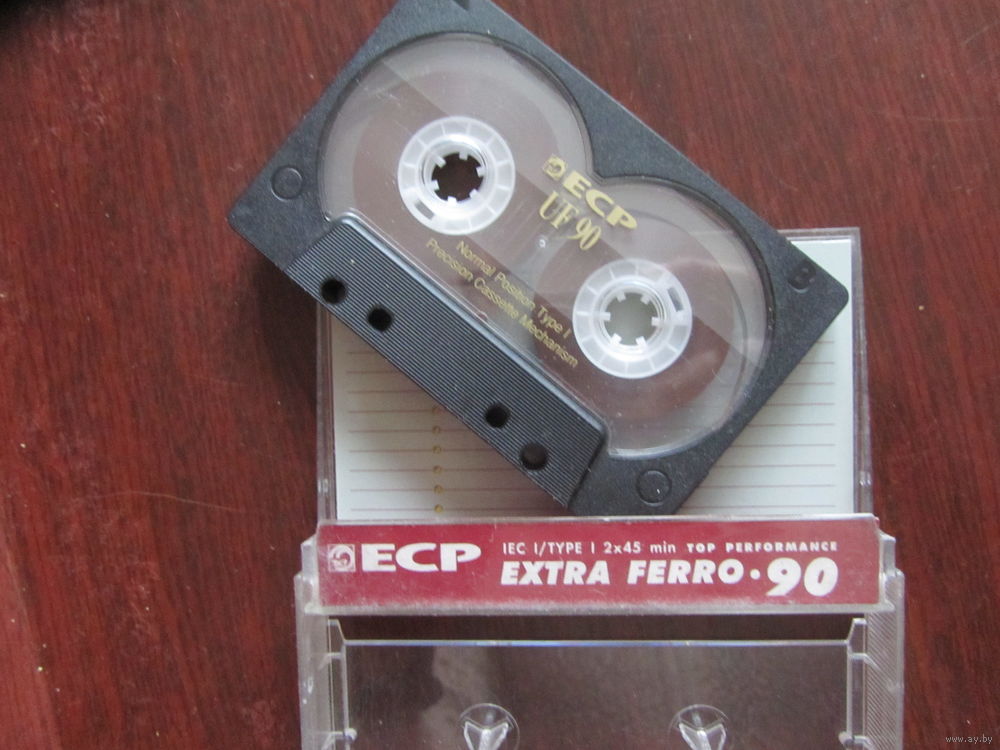 ECP
UF 90
Normal Position Type I
Precision Cassette Mechanism
B
ECP IEC I/TYPE I 2x45 min TOP PERFORMANCE
EXTRA FERRO·90
www.ay.by